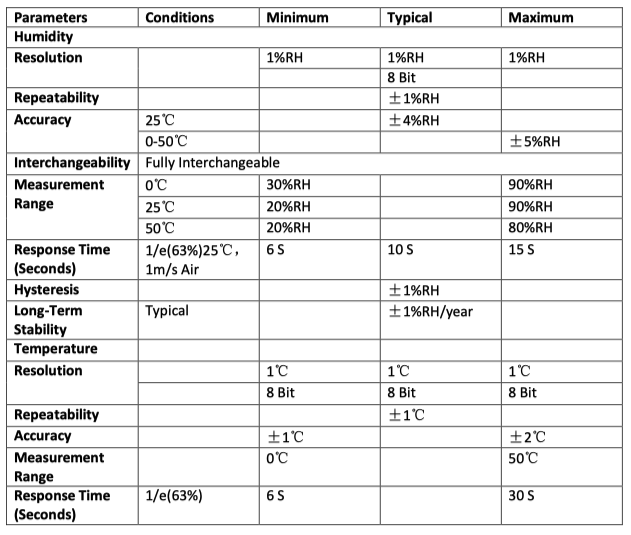 Parameters Conditions Minimum Typical Maximum
Humidity
Resolution 1%RH 1%RH 1%RH
8 Bit
Repeatability ±1%RH
Accuracy 25℃ ±4%RH
0-50℃ ±5%RH
Interchangeability Fully Interchangeable
Measurement 0℃ 30%RH 90%RH
Range 25℃ 20%RH 90%RH
50℃ 20%RH 80%RH
Response Time 1/e(63%)25℃， 6 S 10 S 15 S
(Seconds) 1m/s Air
Hysteresis ±1%RH
Long-Term Typical ±1%RH/year
Stability
Temperature
Resolution 1℃ 1℃ 1℃
8 Bit 8 Bit 8 Bit
Repeatability ±1℃
Accuracy ±1℃ ±2℃
Measurement 0℃ 50℃
Range
Response Time 1/e(63%) 6 S 30 S
(Seconds)